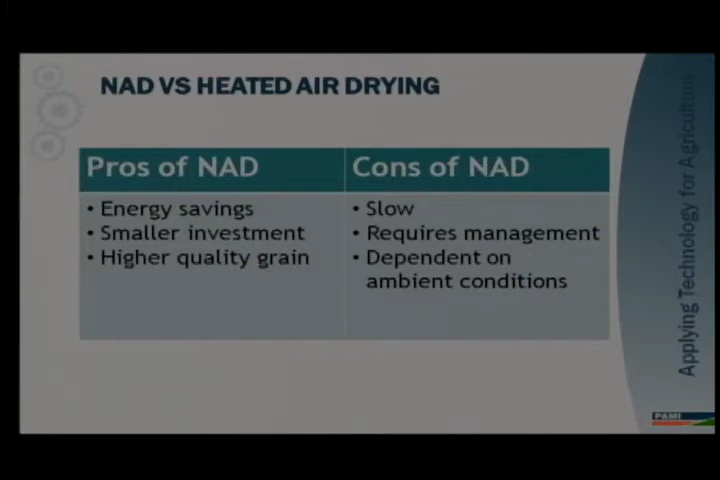 NAD VS HEATED AIR DRYING
Pros of NAD
• Energy savings
• Smaller investment
• Higher quality grain
Cons of NAD
• Slow
• Requires management
• Dependent on
ambient conditions
Applying Technology for Agriculture
PAMI